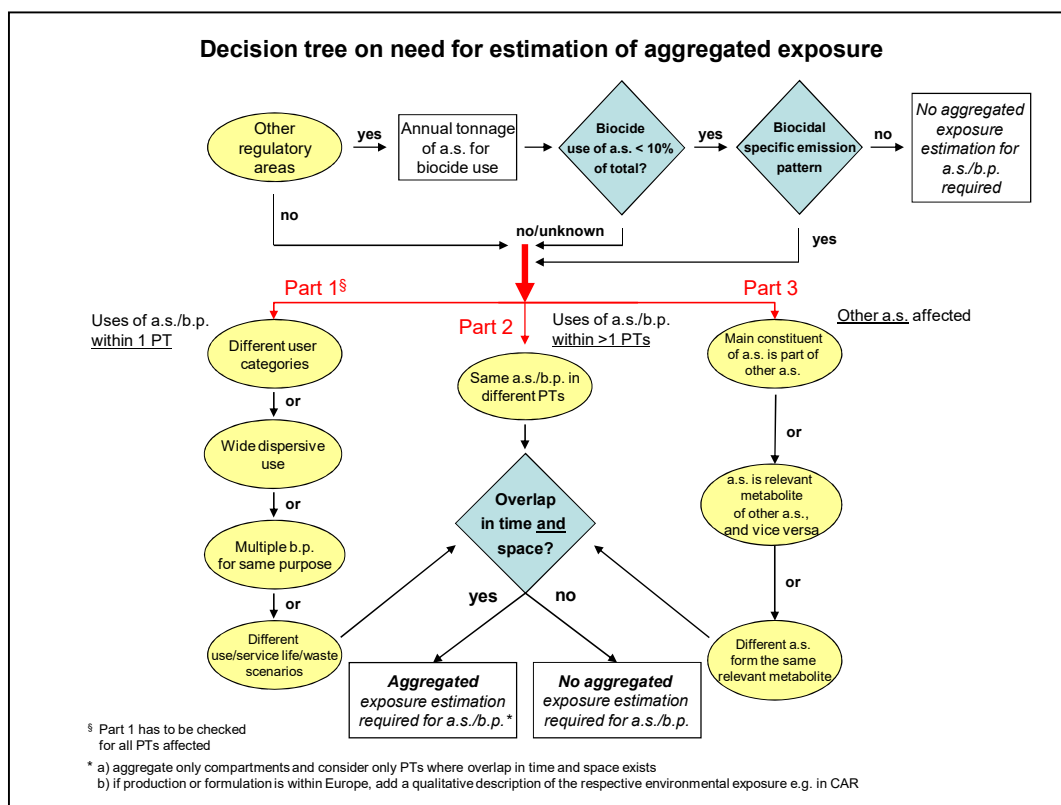 Decision tree on need for estimation of aggregated exposure
Other
regulatory
areas
yes
Annual tonnage
of a.s. for
biocide use
Biocide
use of a.s. < 10%
of total?
yes
Biocidal
specific emission
pattern
no
No aggregated
exposure
estimation for
a.s./b.p.
required
no
no/unknown
yes
Part 1§
Part 2
Part 3
Uses of a.s./b.p.
within 1 PT
Uses of a.s./b.p.
within >1 PTs
Other a.s. affected
Different user
categories
or
Wide dispersive
use
or
Multiple b.p.
for same purpose
or
Different
use/service life/waste
scenarios
Same a.s./b.p. in
different PTs
Overlap
in time and
space?
yes
no
Main constituent
of a.s. is part of
other a.s.
or
a.s. is relevant
metabolite
of other a.s.,
and vice versa
or
Different a.s.
form the same
relevant metabolite
Aggregated
exposure estimation
required for a.s./b.p.*
No aggregated
exposure estimation
required for a.s./b.p.
§ Part 1 has to be checked
for all PTs affected
* a) aggregate only compartments and consider only PTs where overlap in time and space exists
b) if production or formulation is within Europe, add a qualitative description of the respective environmental exposure e.g. in CAR